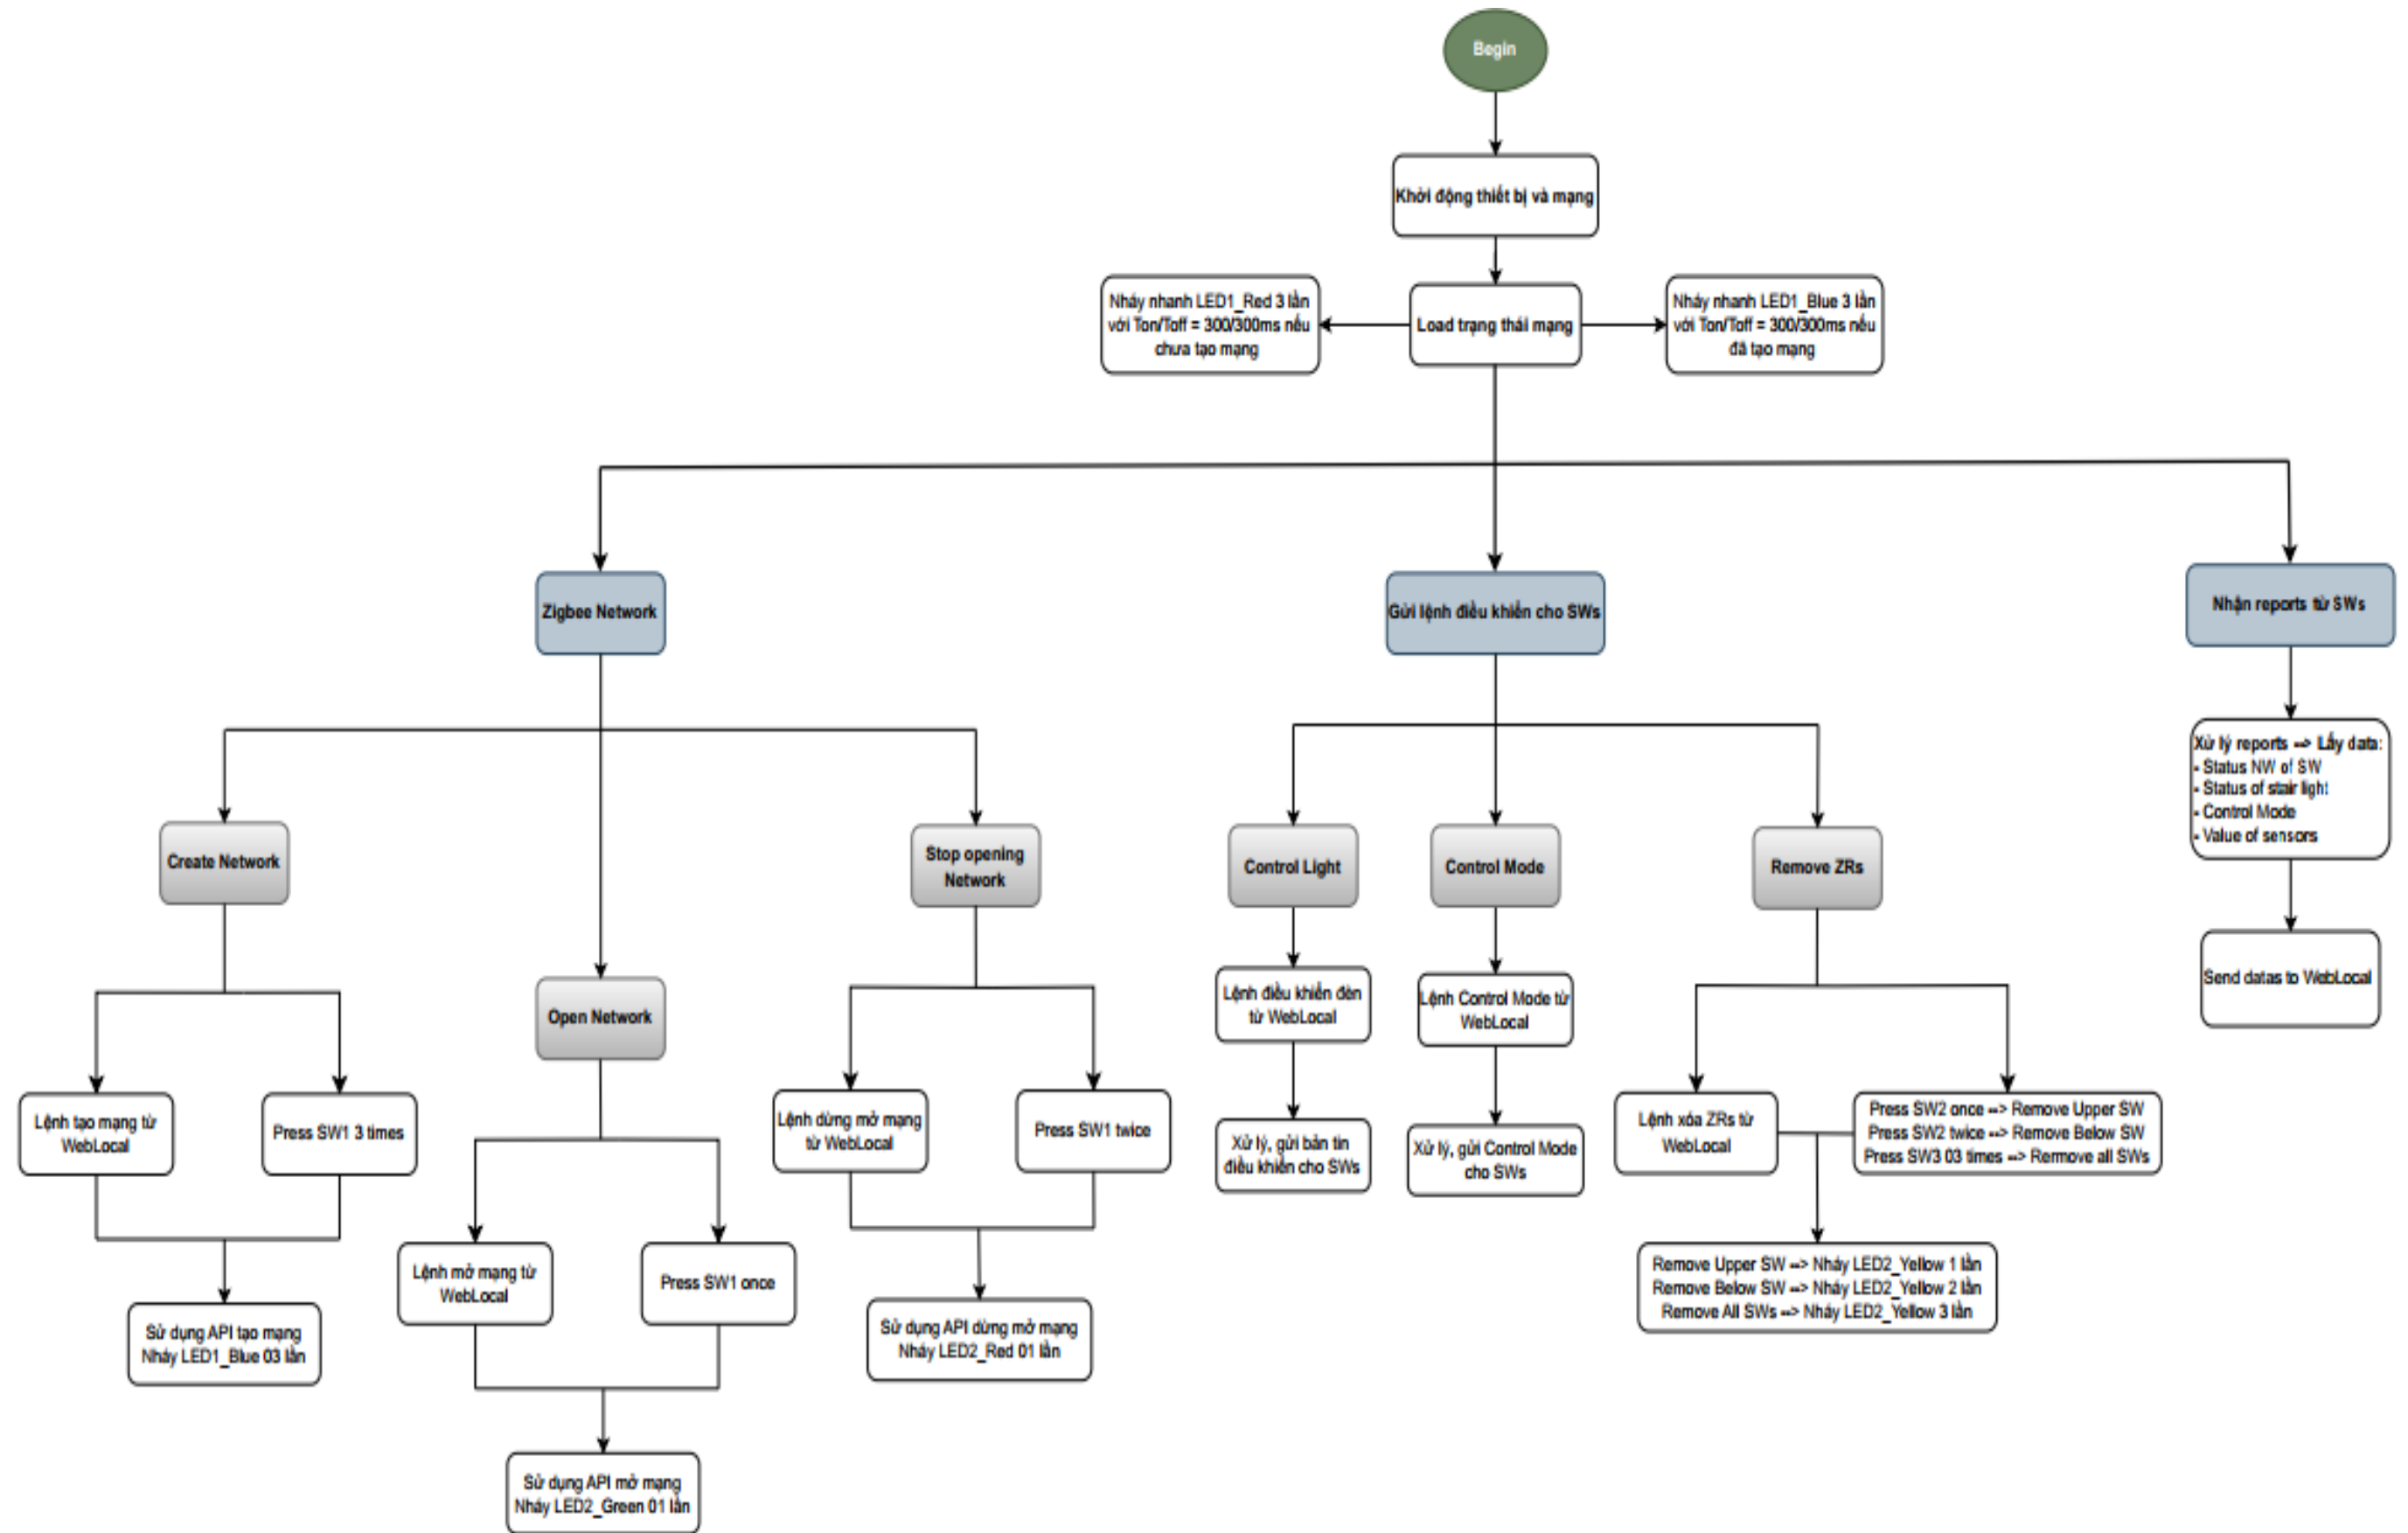 Begin
Khởi động thiết bị và mạng
Nháy nhanh LED1_Red 3 lần
với Ton/Toff = 300/300ms nếu
chưa tạo mạng
Load trạng thái mạng
Nháy nhanh LED1_Blue 3 lần
với Ton/Toff = 300/300ms nếu
đã tạo mạng
Zigbee Network
Gửi lệnh điều khiển cho SWs
Nhận reports từ SWs
Create Network
Lệnh tạo mạng từ
WebLocal
Press SW1 3 times
Sử dụng API tạo mạng
Nháy LED1_Blue 03 lần
Open Network
Lệnh mở mạng từ
WebLocal
Press SW1 once
Sử dụng API mở mạng
Nháy LED2_Green 01 lần
Stop opening
Network
Lệnh dừng mở mạng
từ WebLocal
Press SW1 twice
Sử dụng API dừng mở mạng
Nháy LED2_Red 01 lần
Control Light
Lệnh điều khiển đèn
từ WebLocal
Xử lý, gửi bản tin
điều khiển cho SWs
Control Mode
Lệnh Control Mode từ
WebLocal
Xử lý, gửi Control Mode
cho SWs
Remove ZRs
Lệnh xóa ZRs từ
WebLocal
Press SW2 once --> Remove Upper SW
Press SW2 twice --> Remove Below SW
Press SW3 03 times --> Rermove all SWs
Remove Upper SW --> Nháy LED2_Yellow 1 lần
Remove Below SW --> Nháy LED2_Yellow 2 lần
Remove All SWs --> Nháy LED2_Yellow 3 lần
Xử lý reports --> Lấy data:
- Status NW of SW
- Status of stair light
- Control Mode
- Value of sensors
Send datas to WebLocal